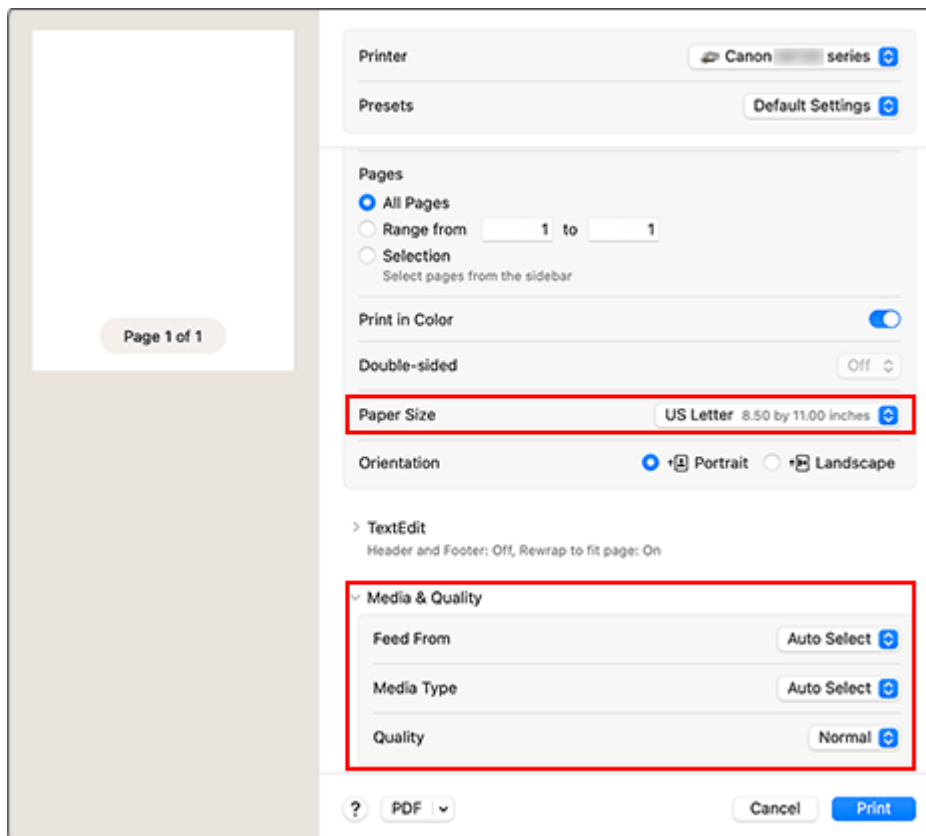 Page 1 of 1
Printer Canon series
Presets Default Settings
Pages
All Pages
Range from 1 to 1
Selection
Select pages from the sidebar
Print in Color
Double-sided Off
Paper Size US Letter 8.50 by 11.00 inches
Orientation Portrait Landscape
TextEdit
Header and Footer: Off, Rewrap to fit page: On
Media & Quality
Feed From Auto Select
Media Type Auto Select
Quality Normal
? PDF Cancel Print